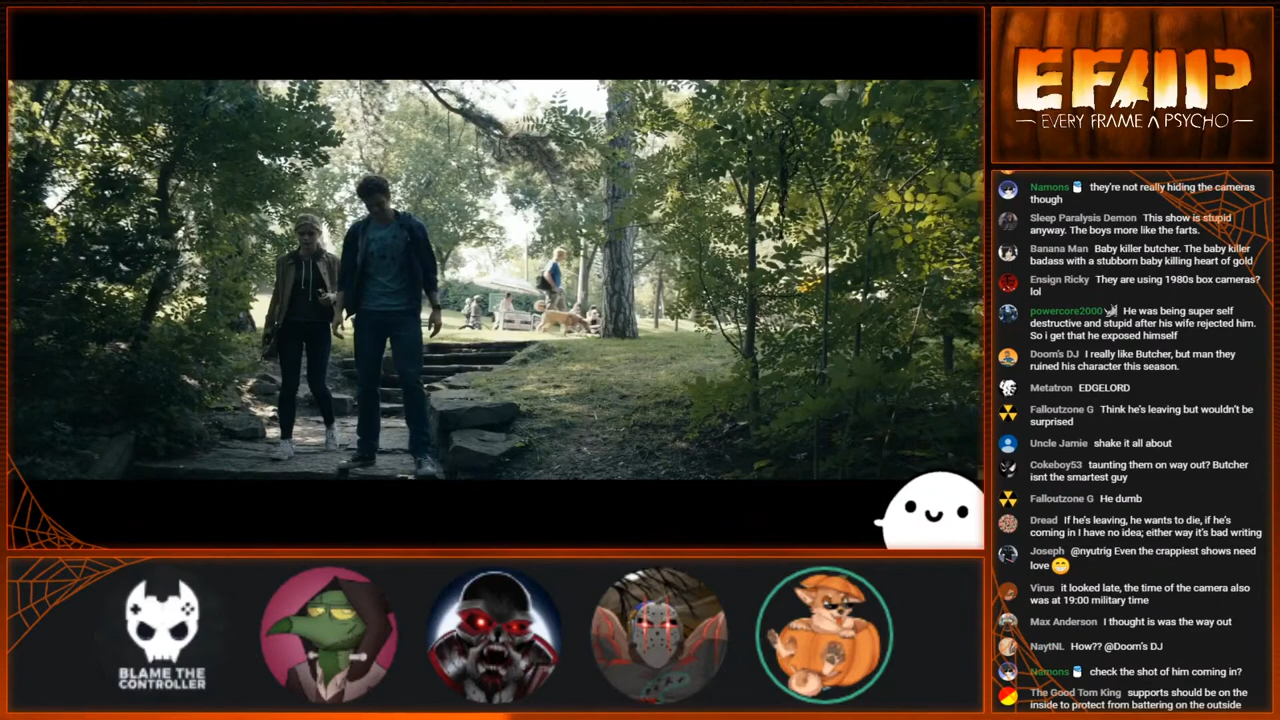 EFAP
EVERY FRAME A PSYCHO
Namons they're not really hiding the cameras
though
Sleep Paralysis Demon This show is stupid
anyway. The boys more like the farts.
Banana Man Baby killer butcher. The baby killer
badass with a stubborn baby killing heart of gold
Ensign Ricky They are using 1980s box cameras?
lol
powercore2000 He was being super self
destructive and stupid after his wife rejected him.
So i get that he exposed himself
Doom's DJ I really like Butcher, but man they
ruined his character this season.
Metatron EDGELORD
Falloutzone G Think he's leaving but wouldn't be
surprised
Uncle Jamie shake it all about
Cokeboy53 taunting them on way out? Butcher
isnt the smartest guy
Falloutzone G He dumb
Dread If he's leaving, he wants to die, if he's
coming in I have no idea; either way it's bad writing
Joseph @nyutrig Even the crappiest shows need
love
Virus it looked late, the time of the camera also
was at 19:00 military time
Max Anderson I thought is was the way out
NaytNL How?? @Doom's DJ
Namons check the shot of him coming in?
The Good Tom King supports should be on the
inside to protect from battering on the outside
BLAME THE
CONTROLLER